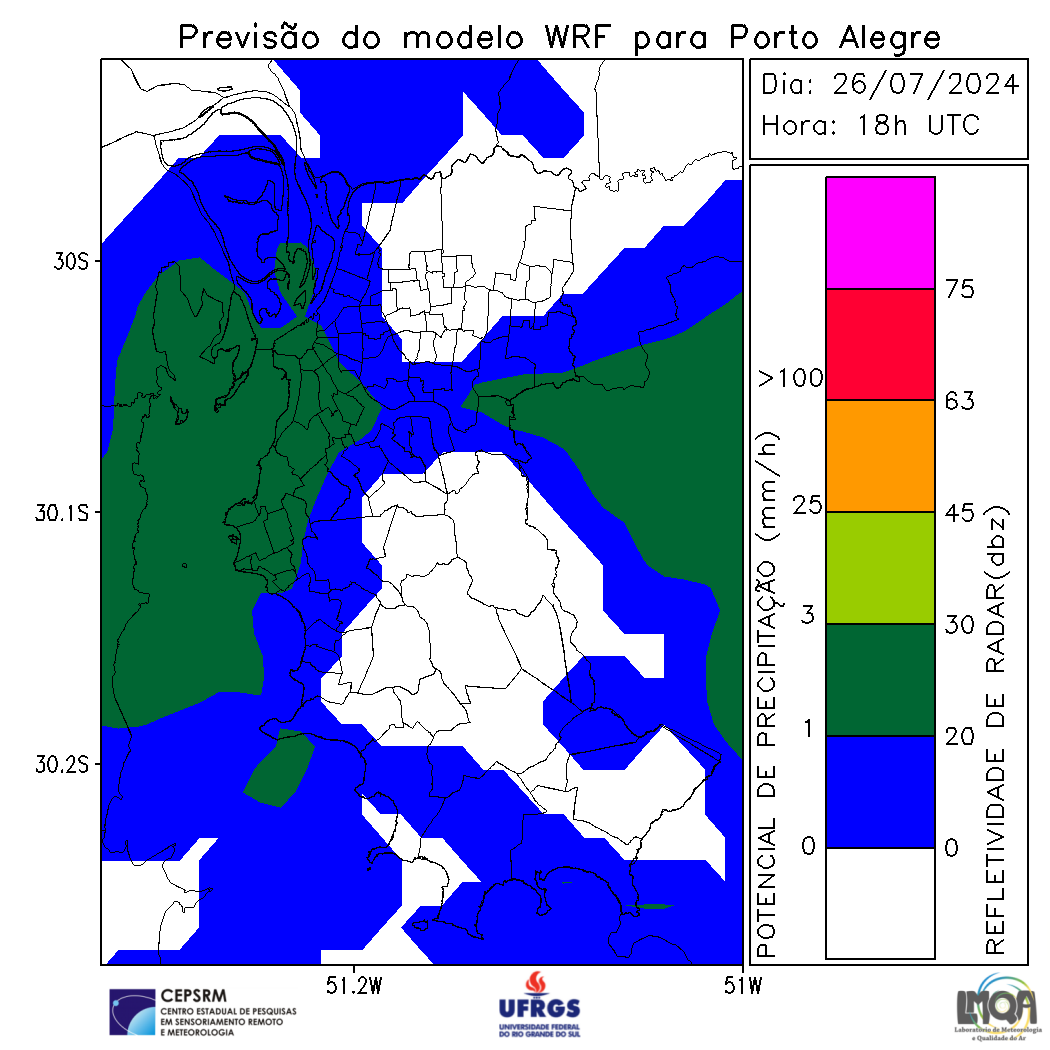 Previsão do modelo WRF para Porto Alegre
Dia: 26/07/2024
Hora: 18h UTC
30S
30.1S
30.2S
51.2W
51W
POTENCIAL DE PRECIPITAÇÃO (mm/h)
>100
25
3
1
0
75
63
45
30
20
0
REFLETIVIDADE DE RADAR(dbz)
CEPSRM
CENTRO ESTADUAL DE PESQUISAS
EM SENSORIAMENTO REMOTO
E METEOROLOGIA
UFRGS
UNIVERSIDADE FEDERAL
DO RIO GRANDE DO SUL
LMQA
Laboratório de Meteorologia
e Qualidade do Ar